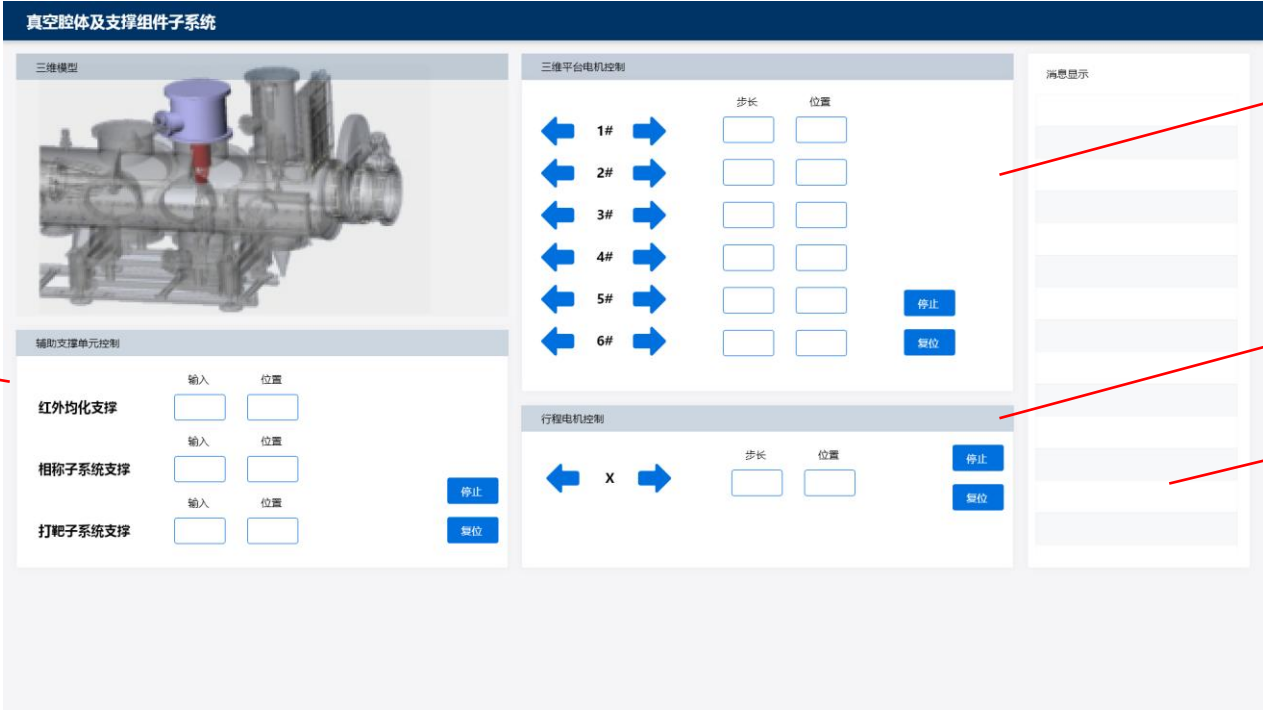 真空腔体及支撑组件子系统
三维模型
辅助支撑单元控制
输入 位置
红外均化支撑
输入 位置
相称子系统支撑
输入 位置
打靶子系统支撑
停止
复位
三维平台电机控制
步长 位置
1#
2#
3#
4#
5#
6#
停止
复位
行程电机控制
步长 位置
X
停止
复位
消息显示